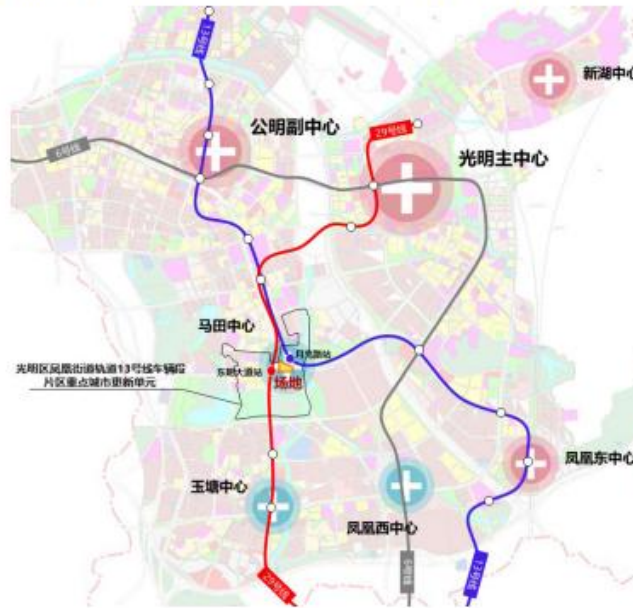 13号线
新湖中心
公明副中心
29号线
6号线
光明主中心
马田中心
月亮路站
光明区凤凰街道轨道13号线车辆段
片区重点城市更新单元
东明大道站
场地
凤凰东中心
玉塘中心
凤凰西中心
29号线
6号线
13号线